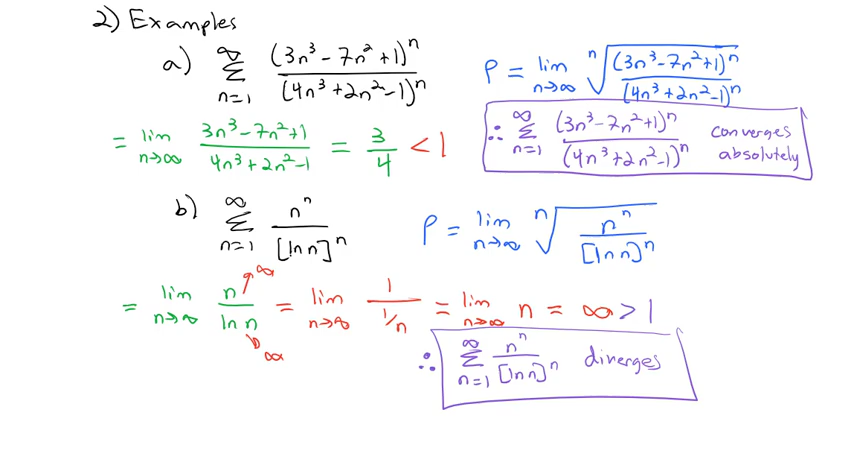 2) Examples
a) ∑_{n=1}^{∞} (3n³ − 7n² + 1)ⁿ / (4n³ + 2n² − 1)ⁿ
ρ = lim_{n→∞} ⁿ√((3n³ − 7n² + 1)ⁿ / (4n³ + 2n² − 1)ⁿ)
= lim_{n→∞} (3n³ − 7n² + 1) / (4n³ + 2n² − 1) = 3/4 < 1
∴ ∑_{n=1}^{∞} (3n³ − 7n² + 1)ⁿ / (4n³ + 2n² − 1)ⁿ converges absolutely
b) ∑_{n=1}^{∞} nⁿ / [ln n]ⁿ
ρ = lim_{n→∞} ⁿ√(nⁿ / [ln n]ⁿ)
= lim_{n→∞} n↗∞ / ln n↘∞ = lim_{n→∞} 1 / (1/n) = lim_{n→∞} n = ∞ > 1
∴ ∑_{n=1}^{∞} nⁿ / [ln n]ⁿ diverges